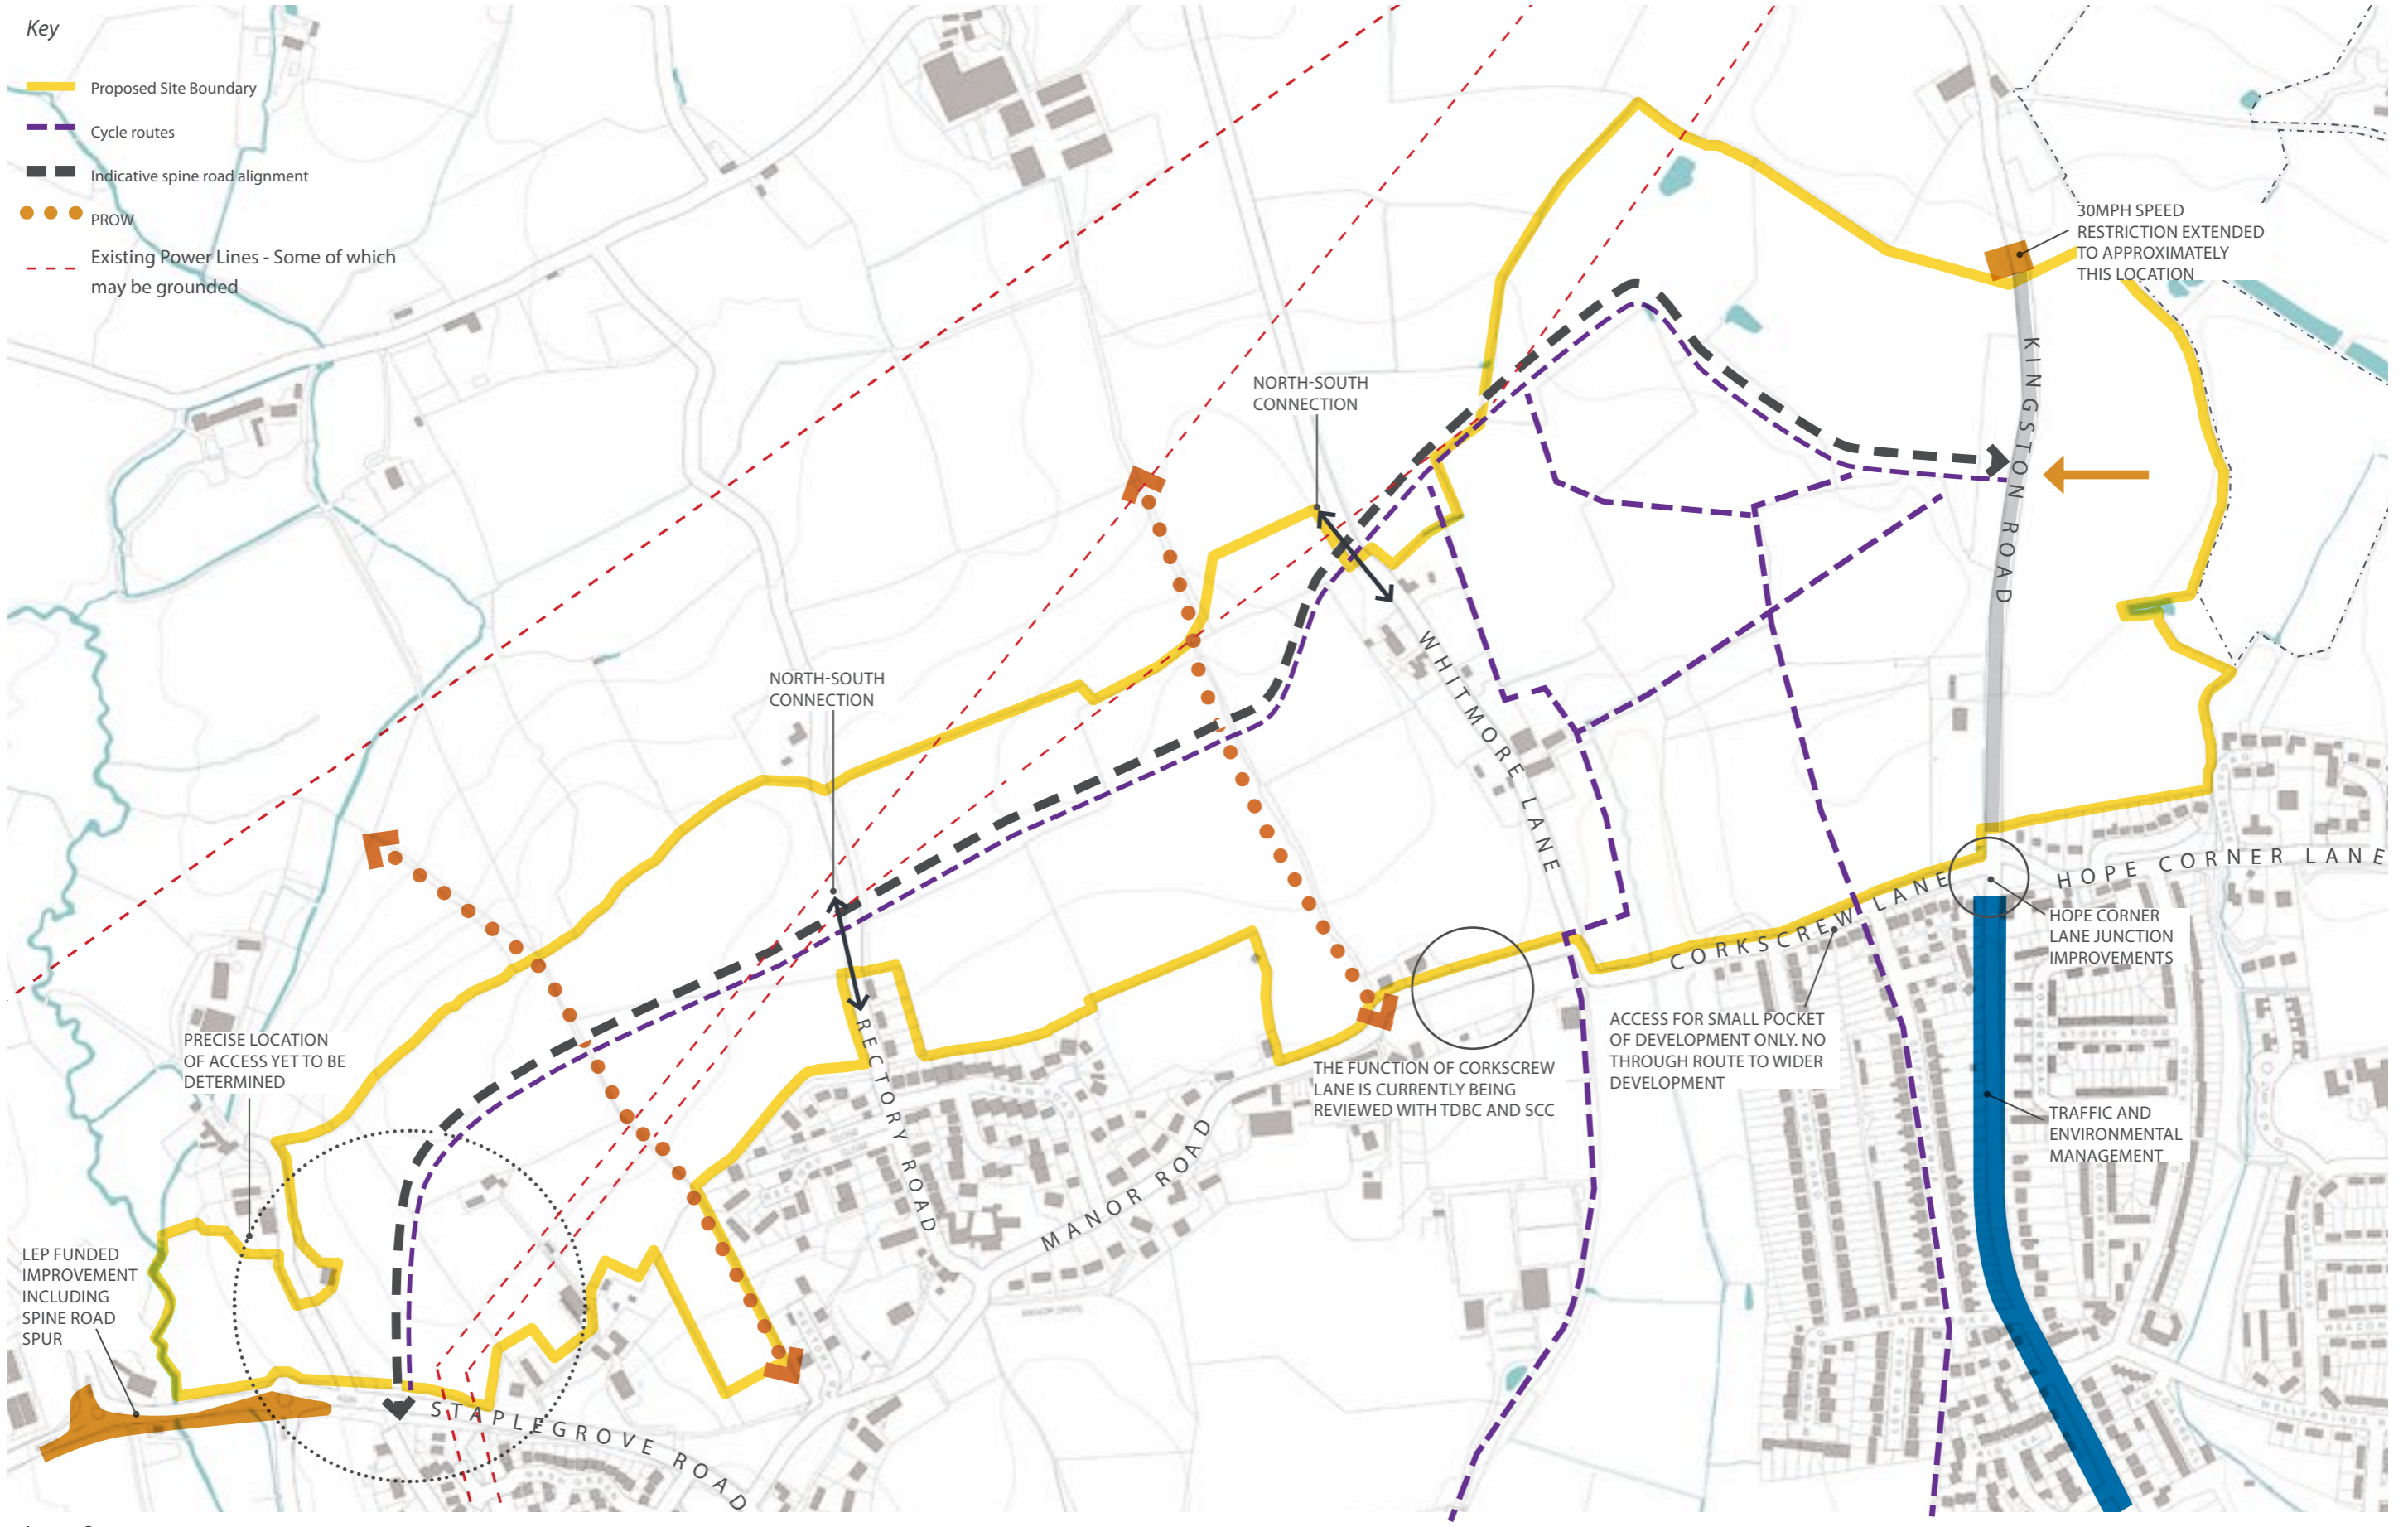 Key
Proposed Site Boundary
Cycle routes
Indicative spine road alignment
PROW
Existing Power Lines - Some of which
may be grounded
30MPH SPEED
RESTRICTION EXTENDED
TO APPROXIMATELY
THIS LOCATION
KINGSTON ROAD
NORTH-SOUTH
CONNECTION
NORTH-SOUTH
CONNECTION
WHITMORE LANE
HOPE CORNER LANE
CORKSCREW LANE
HOPE CORNER
LANE JUNCTION
IMPROVEMENTS
ACCESS FOR SMALL POCKET
OF DEVELOPMENT ONLY. NO
THROUGH ROUTE TO WIDER
DEVELOPMENT
THE FUNCTION OF CORKSCREW
LANE IS CURRENTLY BEING
REVIEWED WITH TDBC AND SCC
PRECISE LOCATION
OF ACCESS YET TO BE
DETERMINED
RECTORY ROAD
MANOR ROAD
TRAFFIC AND
ENVIRONMENTAL
MANAGEMENT
LEP FUNDED
IMPROVEMENT
INCLUDING
SPINE ROAD
SPUR
STAPLEGROVE ROAD